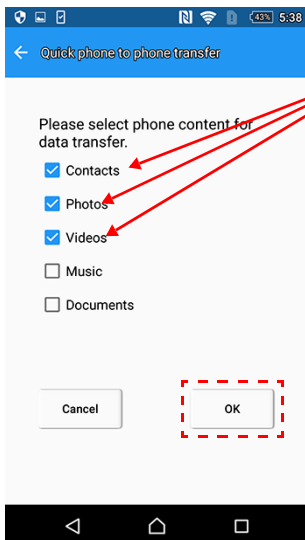 43% 5:38
Quick phone to phone transfer
Please select phone content for
data transfer.
Contacts
Photos
Videos
Music
Documents
Cancel OK